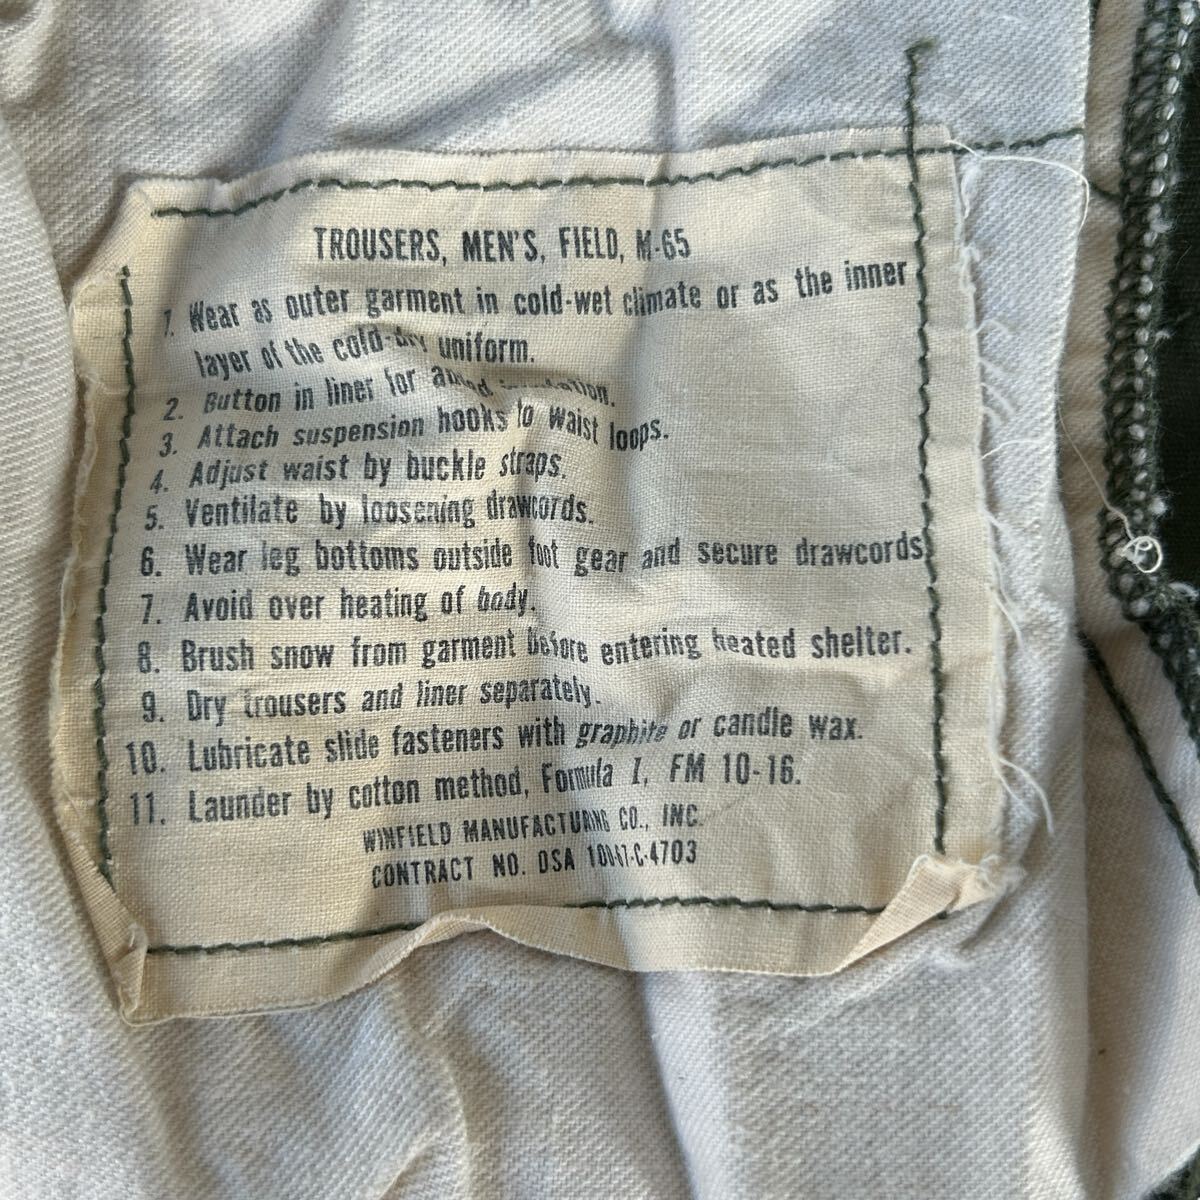 TROUSERS, MEN'S, FIELD, M-65
1. Wear as outer garment in cold-wet climate or as the inner
layer of the cold-dry uniform.
2. Button in liner for added insulation.
3. Attach suspension hooks to waist loops.
4. Adjust waist by buckle straps.
5. Ventilate by loosening drawcords.
6. Wear leg bottoms outside foot gear and secure drawcords.
7. Avoid over heating of body.
8. Brush snow from garment before entering heated shelter.
9. Dry trousers and liner separately.
10. Lubricate slide fasteners with graphite or candle wax.
11. Launder by cotton method, Formula I, FM 10-16.
WINFIELD MANUFACTURING CO., INC.
CONTRACT NO. DSA 100-67-C-4703